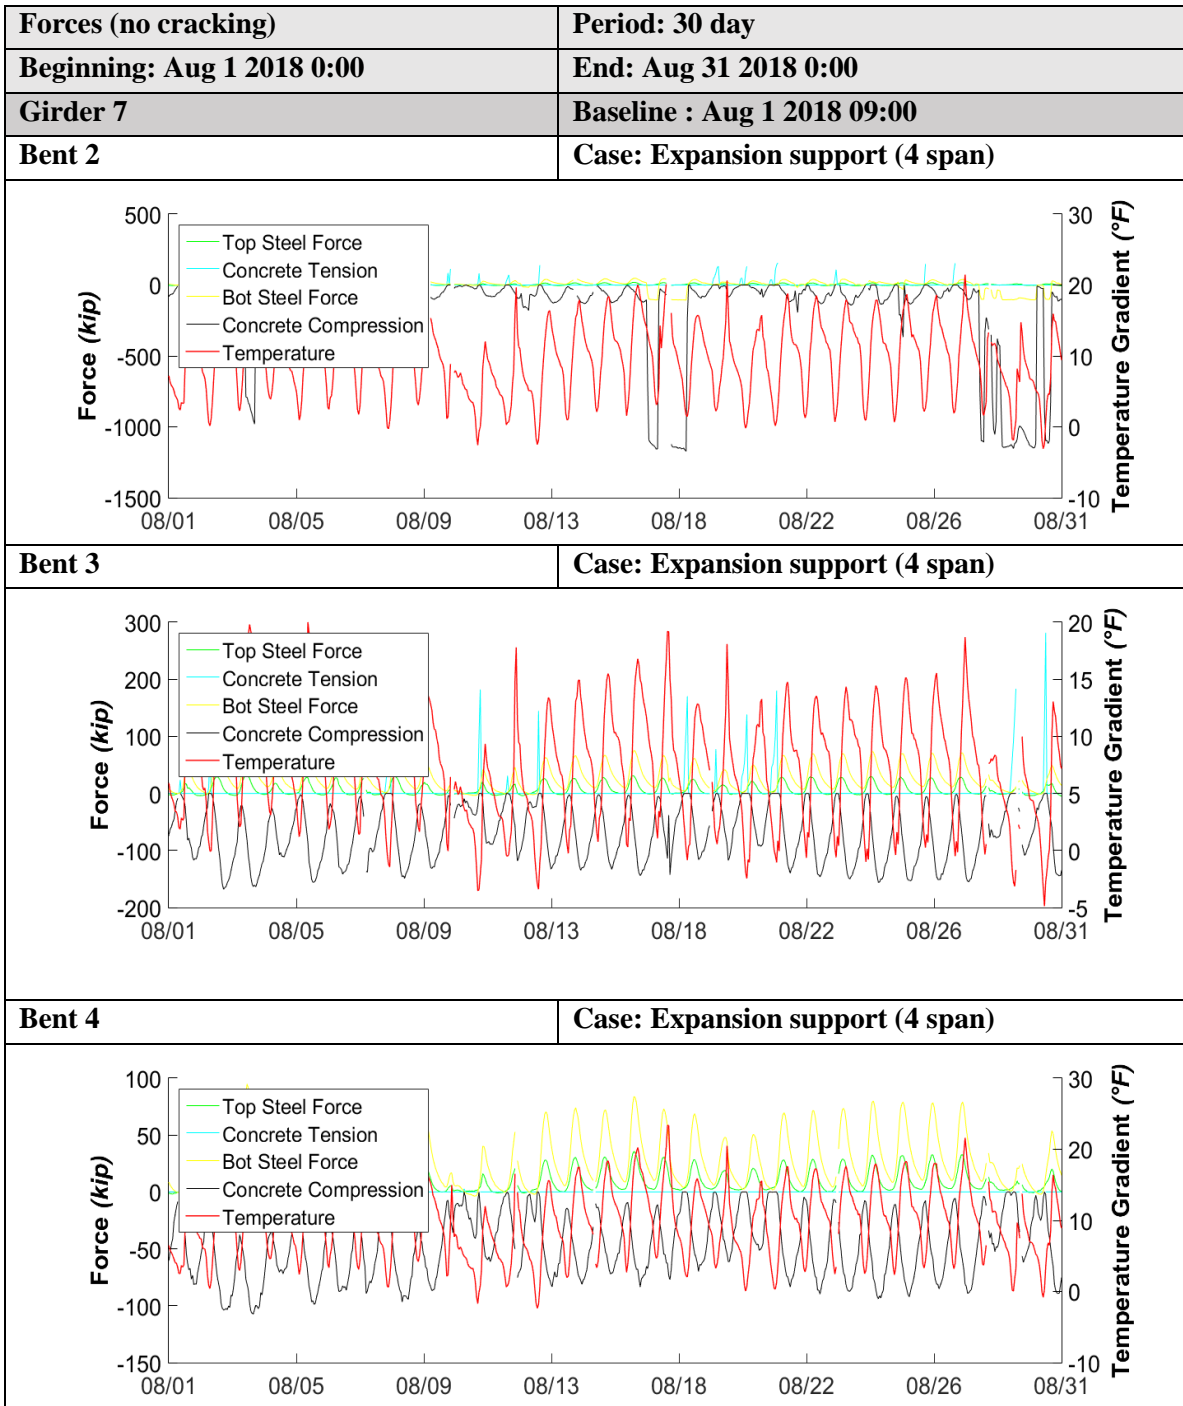 Forces (no cracking) Period: 30 day
Beginning: Aug 1 2018 0:00 End: Aug 31 2018 0:00
Girder 7 Baseline : Aug 1 2018 09:00
Bent 2 Case: Expansion support (4 span)
500
0
-500
-1000
-1500
Force (kip)
Top Steel Force
Concrete Tension
Bot Steel Force
Concrete Compression
Temperature
30
20
10
0
-10
Temperature Gradient (°F)
08/01 08/05 08/09 08/13 08/18 08/22 08/26 08/31
Bent 3 Case: Expansion support (4 span)
300
200
100
0
-100
-200
Force (kip)
Top Steel Force
Concrete Tension
Bot Steel Force
Concrete Compression
Temperature
20
15
10
5
0
-5
Temperature Gradient (°F)
08/01 08/05 08/09 08/13 08/18 08/22 08/26 08/31
Bent 4 Case: Expansion support (4 span)
100
50
0
-50
-100
-150
Force (kip)
Top Steel Force
Concrete Tension
Bot Steel Force
Concrete Compression
Temperature
30
20
10
0
-10
Temperature Gradient (°F)
08/01 08/05 08/09 08/13 08/18 08/22 08/26 08/31